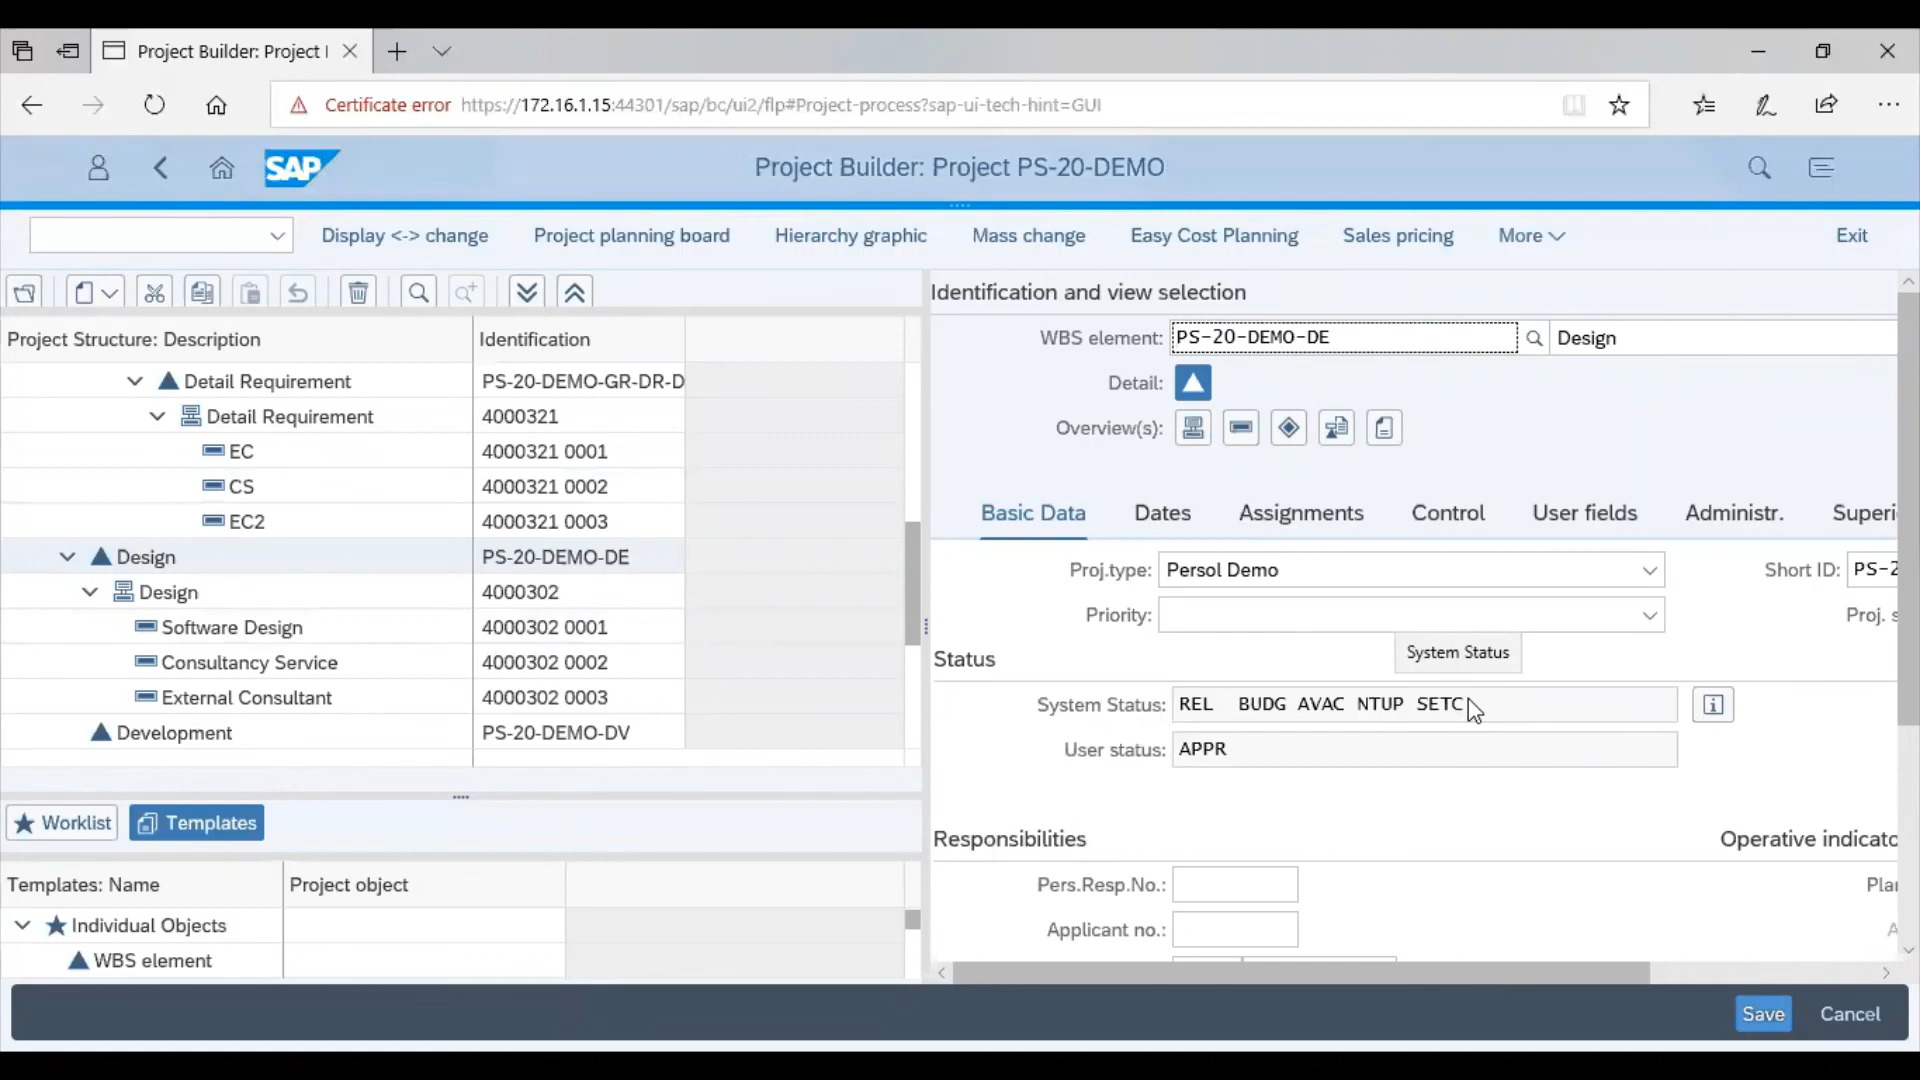 Project Builder: Project I
Certificate error https://172.16.1.15:44301/sap/bc/ui2/flp#Project-process?sap-ui-tech-hint=GUI
SAP
Project Builder: Project PS-20-DEMO
Display <-> change
Project planning board
Hierarchy graphic
Mass change
Easy Cost Planning
Sales pricing
More
Exit
Project Structure: Description
Identification
Detail Requirement
PS-20-DEMO-GR-DR-D
Detail Requirement
4000321
EC
4000321 0001
CS
4000321 0002
EC2
4000321 0003
Design
PS-20-DEMO-DE
Design
4000302
Software Design
4000302 0001
Consultancy Service
4000302 0002
External Consultant
4000302 0003
Development
PS-20-DEMO-DV
Worklist
Templates
Templates: Name
Project object
Individual Objects
WBS element
Identification and view selection
WBS element: PS-20-DEMO-DE Design
Detail:
Overview(s):
Basic Data
Dates
Assignments
Control
User fields
Administr.
Superi
Proj.type: Persol Demo
Short ID: PS-2
Priority:
Proj. s
System Status
Status
System Status: REL BUDG AVAC NTUP SETC
User status: APPR
Responsibilities
Operative indicato
Pers.Resp.No.:
Plar
Applicant no.:
A
Save
Cancel